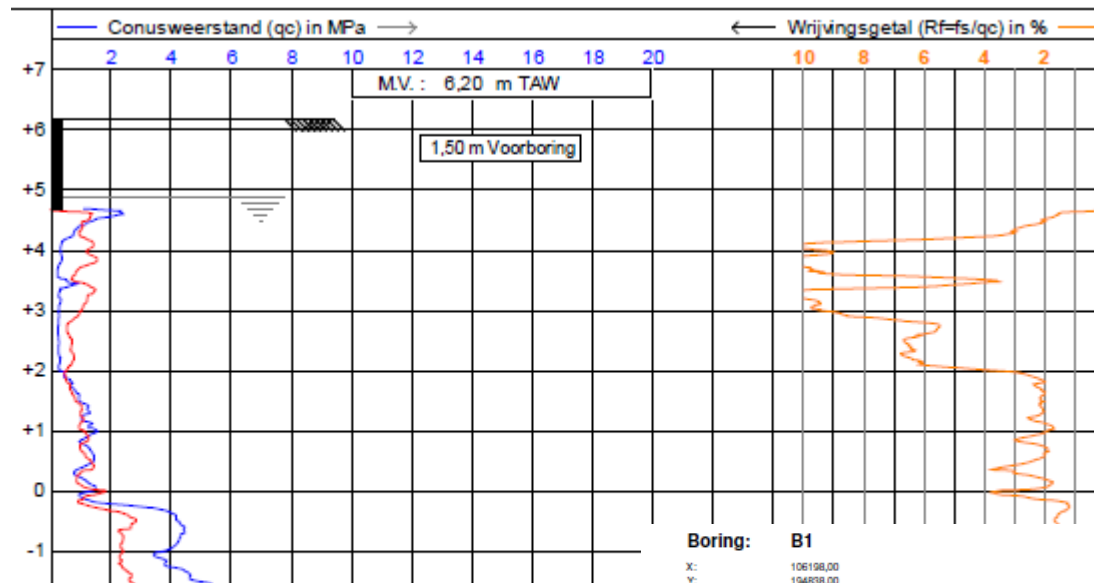 Conusweerstand (qc) in MPa
Wrijvingsgetal (Rf=fs/qc) in %
2 4 6 8 10 12 14 16 18 20 10 8 6 4 2
+7
M.V. : 6,20 m TAW
+6
1,50 m Voorboring
+5
+4
+3
+2
+1
0
-1
Boring: B1
X: 106198,00
Y: 194838,00